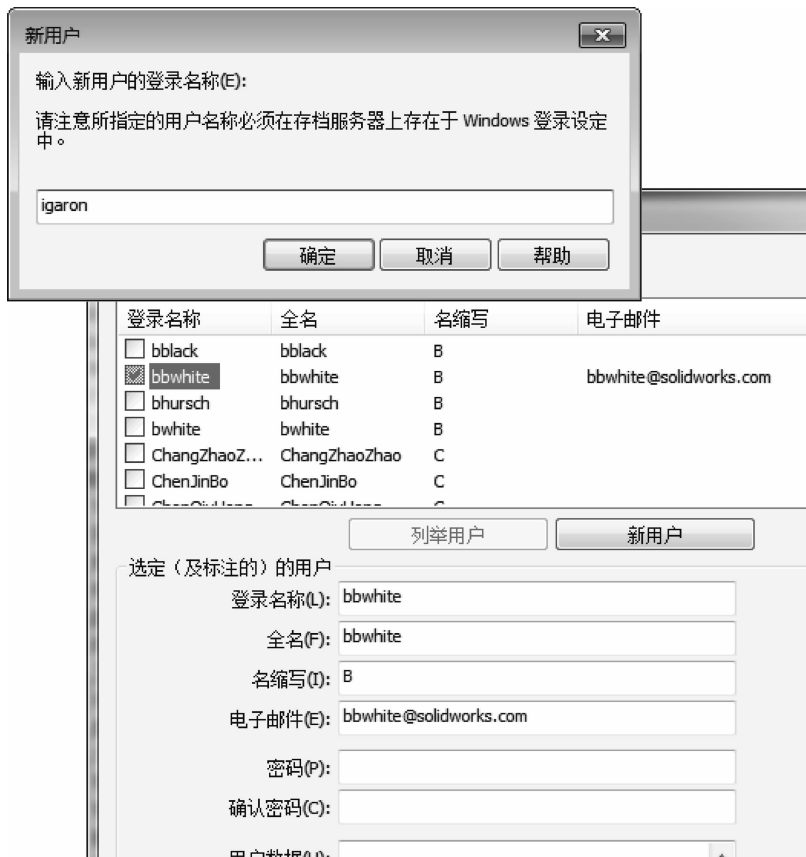 新用户
输入新用户的登录名称(E):
请注意所指定的用户名称必须在存档服务器上存在于 Windows 登录设定
中。
igaron
确定 取消 帮助
登录名称 全名 名缩写 电子邮件
bblack bblack B
bbwhite bbwhite B bbwhite@solidworks.com
bhursch bhursch B
bwhite bwhite B
ChangZhaoZ... ChangZhaoZhao C
ChenJinBo ChenJinBo C
列举用户 新用户
选定（及标注的）的用户
登录名称(L): bbwhite
全名(F): bbwhite
名缩写(I): B
电子邮件(E): bbwhite@solidworks.com
密码(P):
确认密码(C):
用户数据(U):